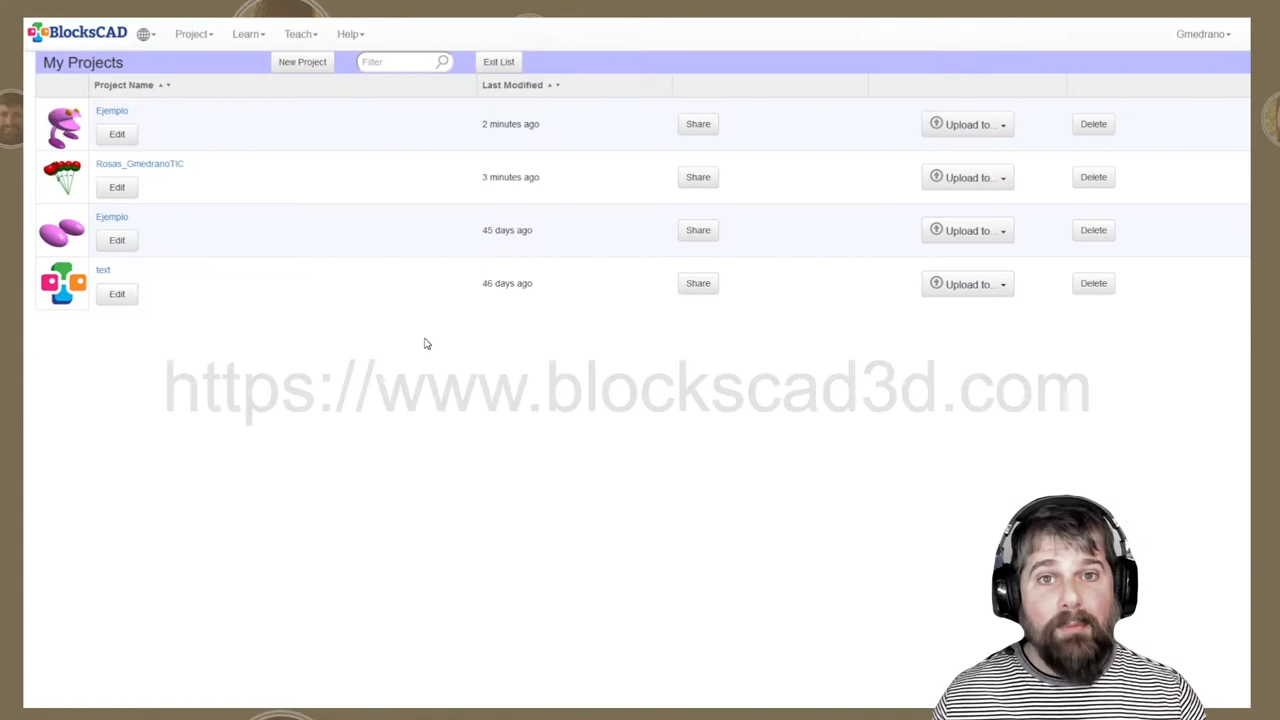 BlocksCAD Project Learn Teach Help Gmedrano
My Projects New Project Filter Exit List
Project Name Last Modified
Ejemplo
Edit 2 minutes ago Share Upload to... Delete
Rosas_GmedranoTIC
Edit 3 minutes ago Share Upload to... Delete
Ejemplo
Edit 45 days ago Share Upload to... Delete
text
Edit 46 days ago Share Upload to... Delete
https://www.blockscad3d.com